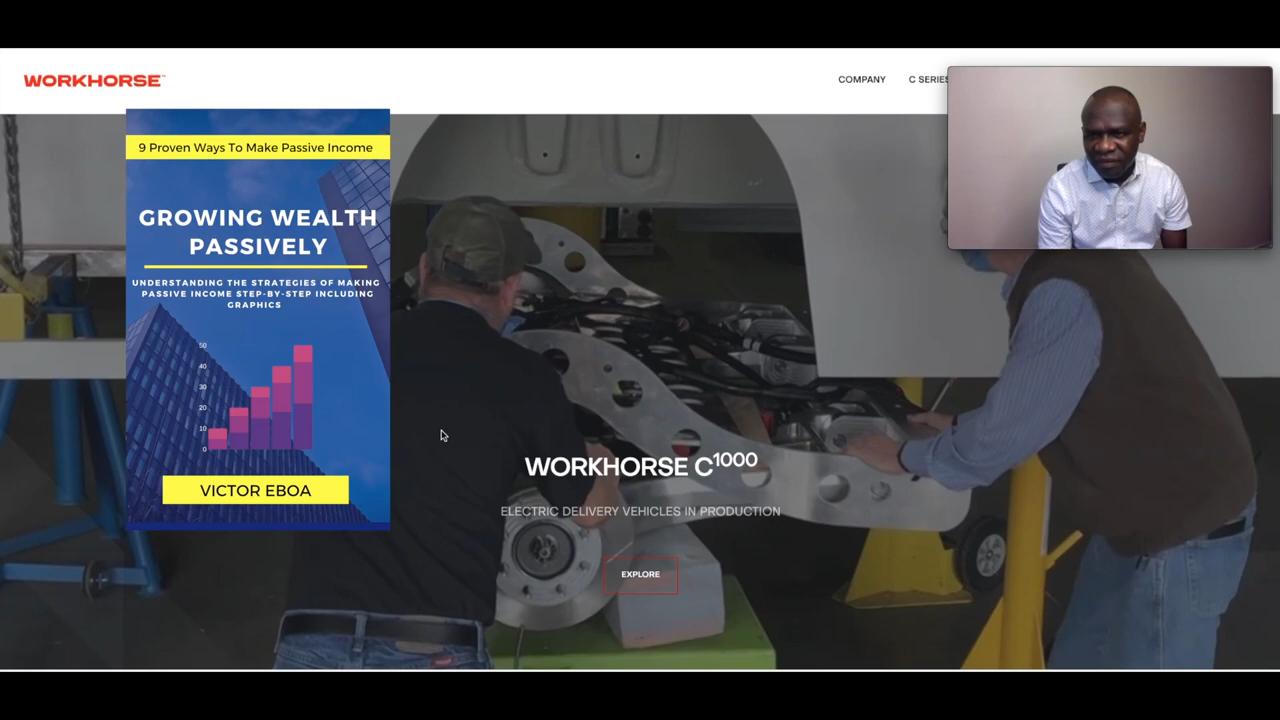 WORKHORSE™
COMPANY
C SERIES
9 Proven Ways To Make Passive Income
GROWING WEALTH
PASSIVELY
UNDERSTANDING THE STRATEGIES OF MAKING
PASSIVE INCOME STEP-BY-STEP INCLUDING
GRAPHICS
50
40
30
20
10
0
VICTOR EBOA
WORKHORSE C1000
ELECTRIC DELIVERY VEHICLES IN PRODUCTION
EXPLORE